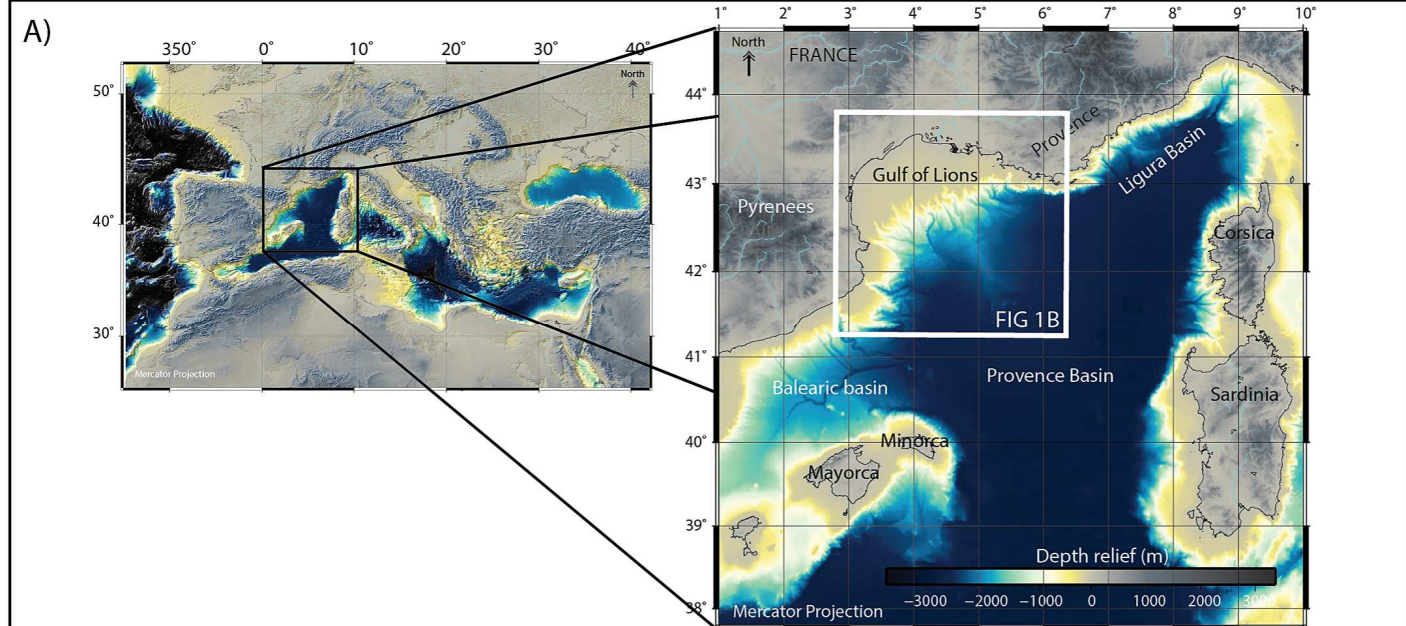 A)
350° 0° 10° 20° 30° 40°
North
50°
40°
30°
Mercator Projection
1° 2° 3° 4° 5° 6° 7° 8° 9° 10°
North
FRANCE
44°
Provence
Ligura Basin
Gulf of Lions
43°
Pyrenees
Corsica
42°
FIG 1B
41°
Provence Basin
Balearic basin
Sardinia
40°
Minorca
Mayorca
39°
Depth relief (m)
−3000 −2000 −1000 0 1000 2000 3000
38°
Mercator Projection